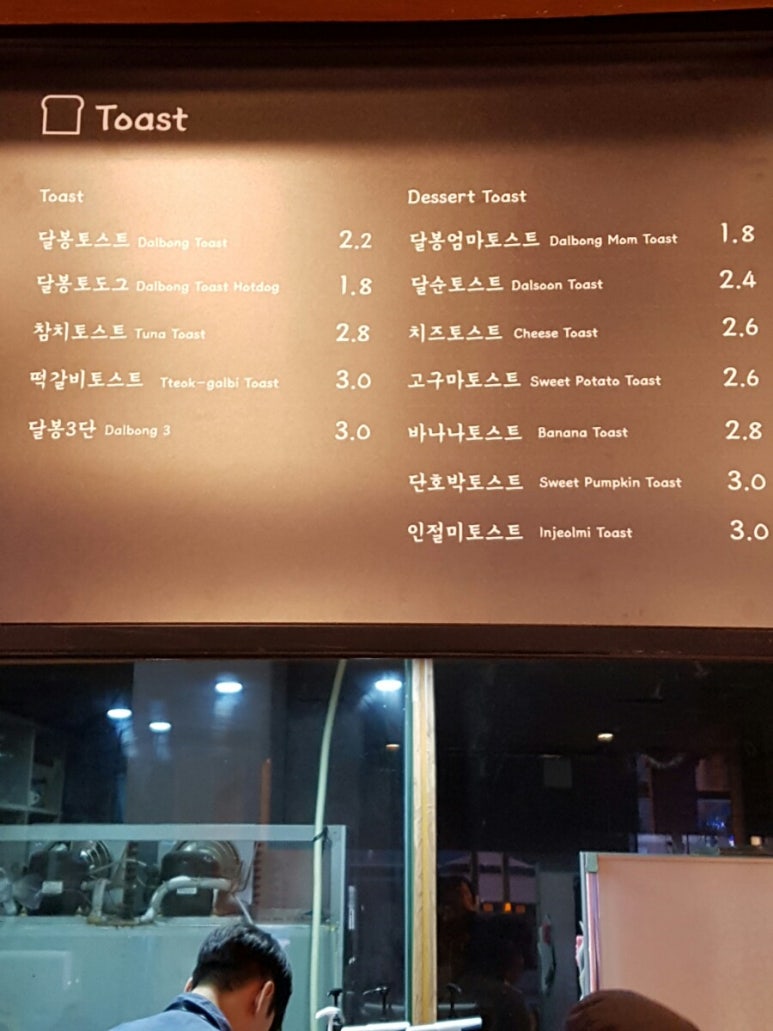 Toast
Toast
달봉토스트 Dalbong Toast 2.2
달봉토도그 Dalbong Toast Hotdog 1.8
참치토스트 Tuna Toast 2.8
떡갈비토스트 Tteok-galbi Toast 3.0
달봉3단 Dalbong 3 3.0
Dessert Toast
달봉엄마토스트 Dalbong Mom Toast 1.8
달순토스트 Dalsoon Toast 2.4
치즈토스트 Cheese Toast 2.6
고구마토스트 Sweet Potato Toast 2.6
바나나토스트 Banana Toast 2.8
단호박토스트 Sweet Pumpkin Toast 3.0
인절미토스트 Injeolmi Toast 3.0